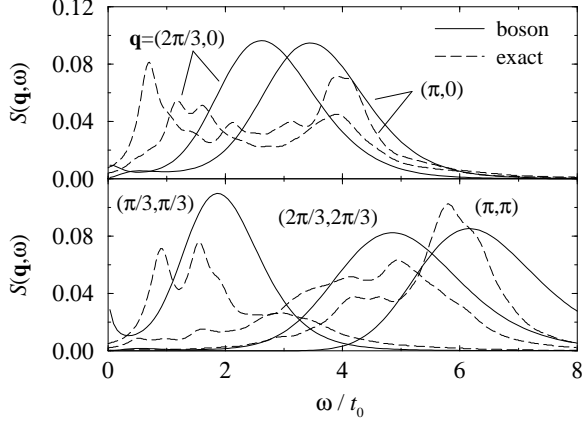 0.12
0.08
0.04
0.00
S(q,ω)
q=(2π/3,0)
boson
exact
(π,0)
0.08
0.04
0.00
S(q,ω)
(π/3,π/3)
(2π/3,2π/3)
(π,π)
0
2
4
6
8
ω / t₀